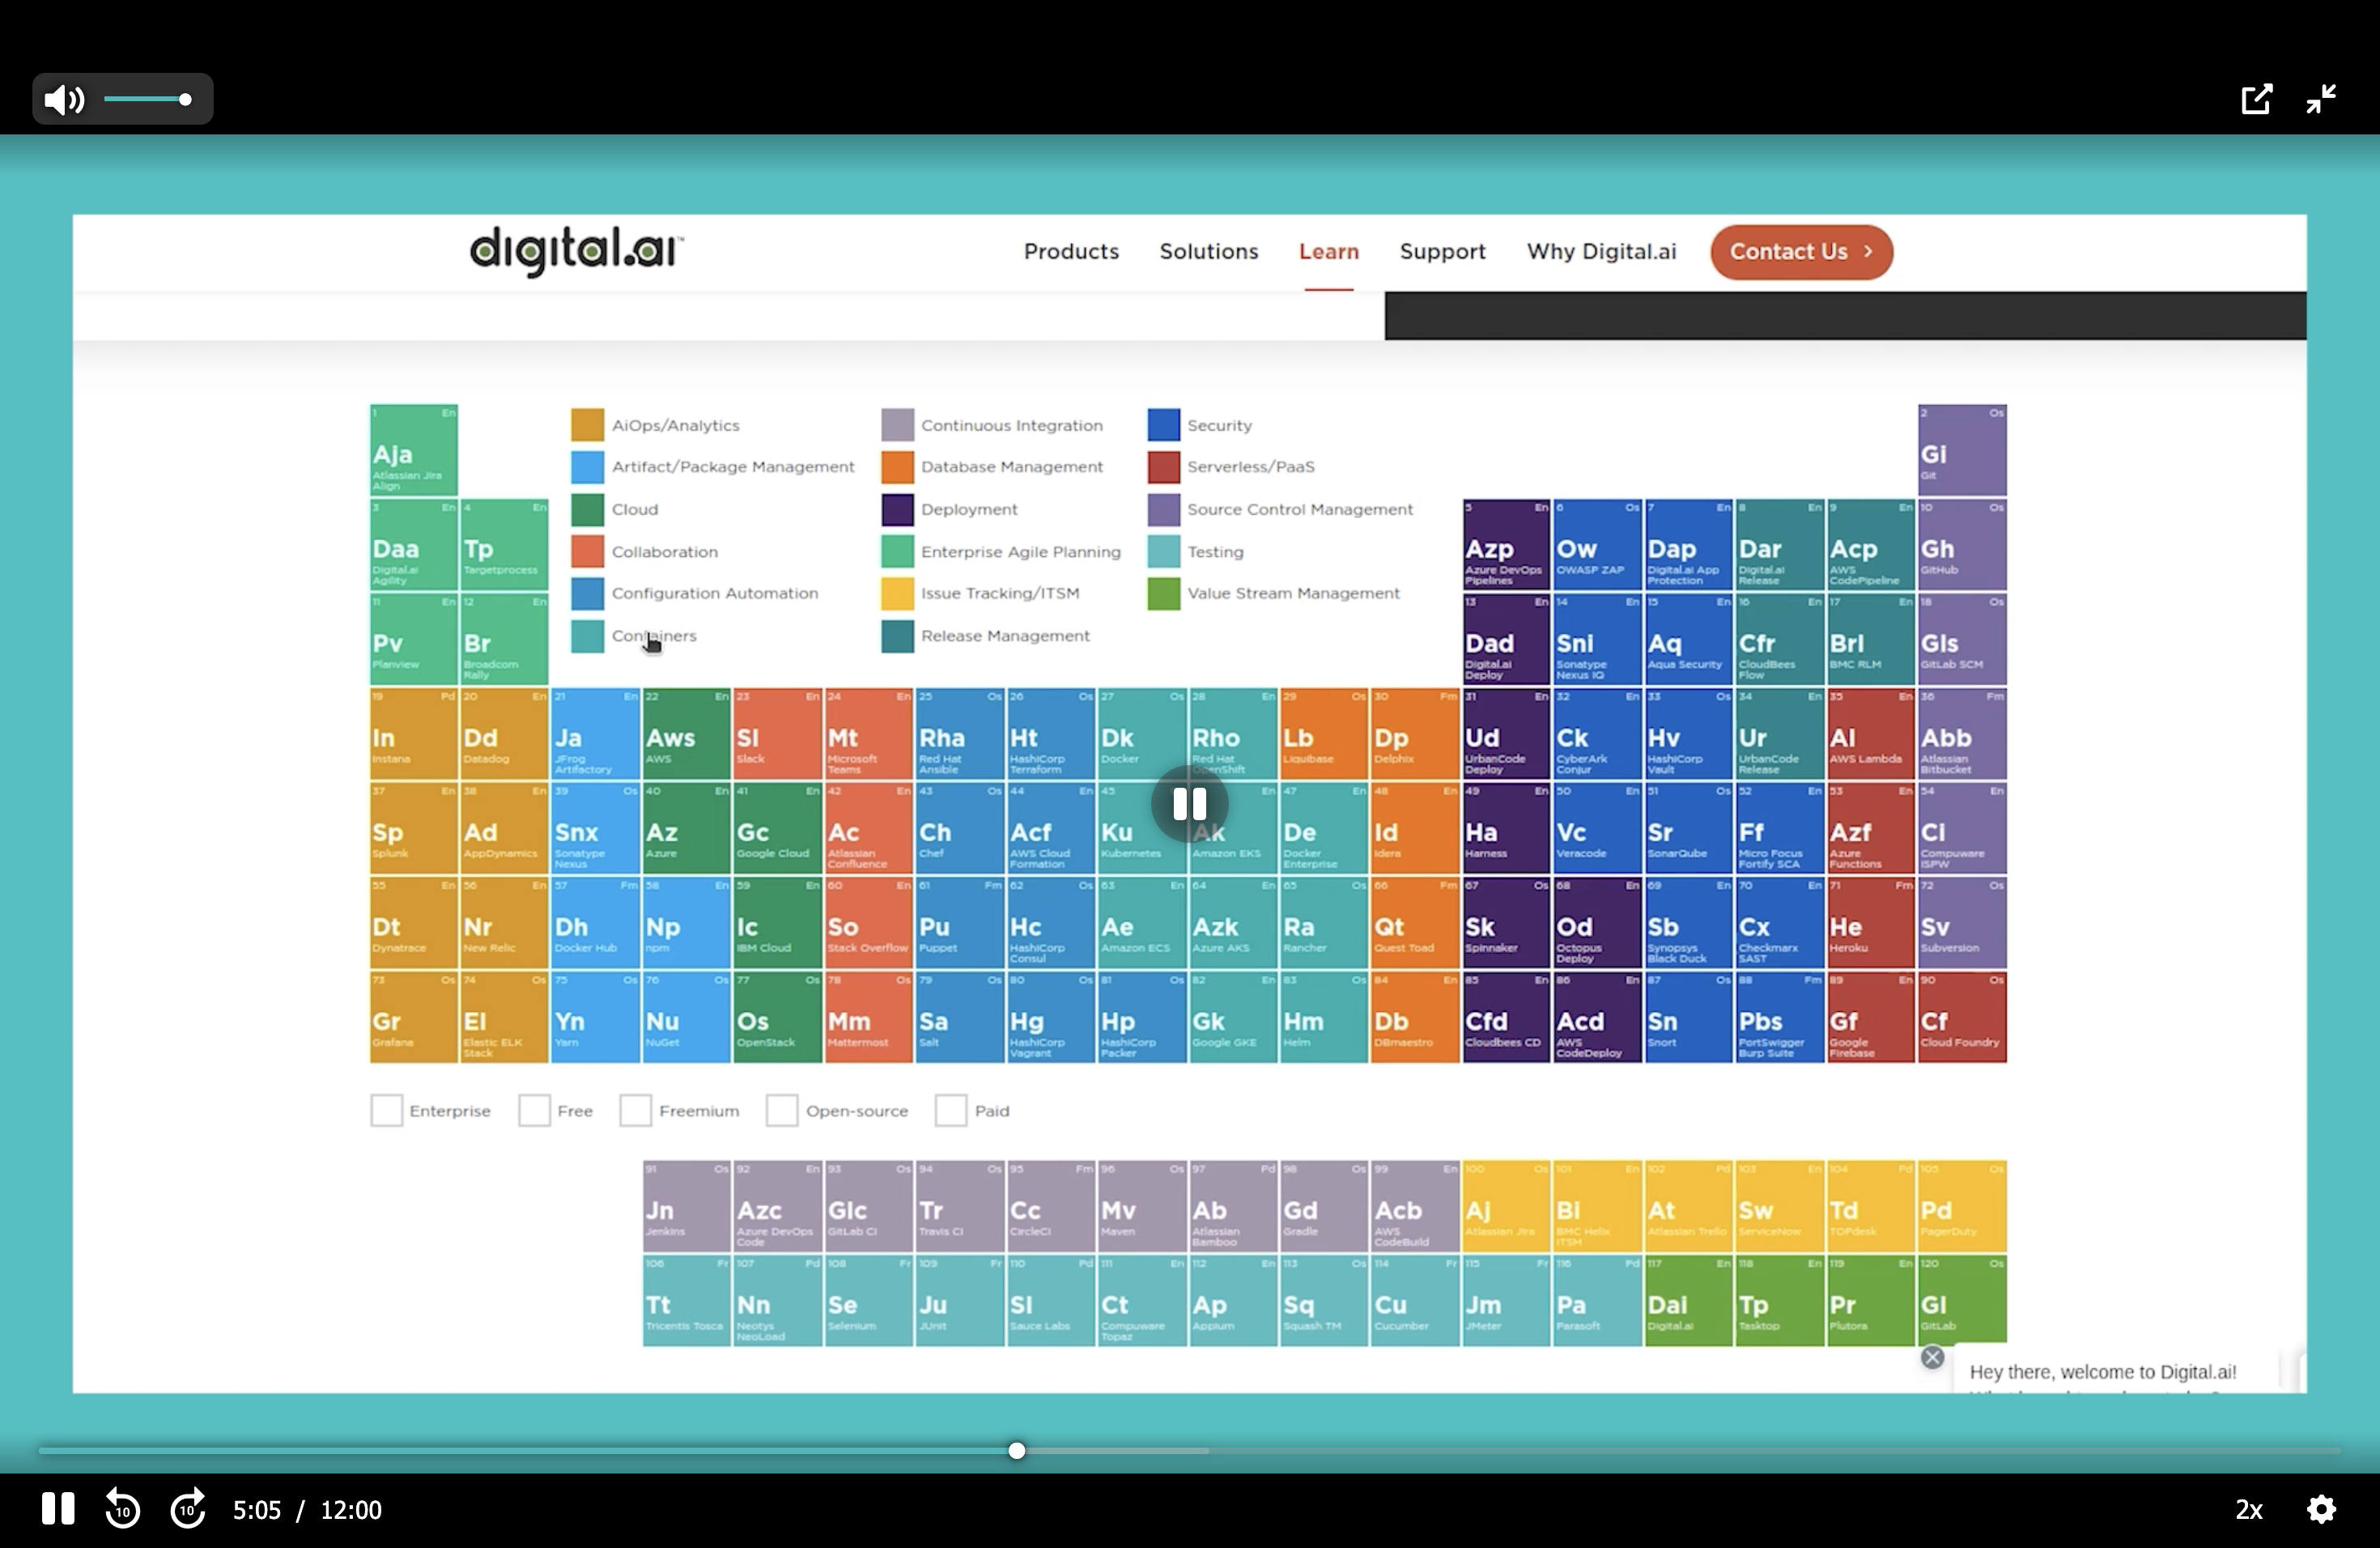 digital.ai™
Products Solutions Learn Support Why Digital.ai Contact Us >
AiOps/Analytics
Artifact/Package Management
Cloud
Collaboration
Configuration Automation
Containers
Continuous Integration
Database Management
Deployment
Enterprise Agile Planning
Issue Tracking/ITSM
Release Management
Security
Serverless/PaaS
Source Control Management
Testing
Value Stream Management
1 En
Aja
Atlassian Jira
Align
2 Os
Gi
Git
3 En
Daa
Digital.ai
Agility
4 En
Tp
Targetprocess
5 En
Azp
Azure DevOps
Pipelines
6 Os
Ow
OWASP ZAP
7 En
Dap
Digital.ai App
Protection
8 En
Dar
Digital.ai
Release
9 En
Acp
AWS
CodePipeline
10 Os
Gh
GitHub
11 En
Pv
Planview
12 En
Br
Broadcom
Rally
13 En
Dad
Digital.ai
Deploy
14 En
Sni
Sonatype
Nexus IQ
15 En
Aq
Aqua Security
16 En
Cfr
CloudBees
Flow
17 En
Brl
BMC RLM
18 Os
Gls
GitLab SCM
19 Pd
In
Instana
20 En
Dd
Datadog
21 En
Ja
JFrog
Artifactory
22 En
Aws
AWS
23 En
Sl
Slack
24 En
Mt
Microsoft
Teams
25 Os
Rha
Red Hat
Ansible
26 Os
Ht
HashiCorp
Terraform
27 Os
Dk
Docker
28 En
Rho
Red Hat
OpenShift
29 Os
Lb
Liquibase
30 Fm
Dp
Delphix
31 En
Ud
UrbanCode
Deploy
32 En
Ck
CyberArk
Conjur
33 Os
Hv
HashiCorp
Vault
34 En
Ur
UrbanCode
Release
35 En
Al
AWS Lambda
36 Fm
Abb
Atlassian
Bitbucket
37 En
Sp
Splunk
38 En
Ad
AppDynamics
39 Os
Snx
Sonatype
Nexus
40 En
Az
Azure
41 En
Gc
Google Cloud
42 En
Ac
Atlassian
Confluence
43 Os
Ch
Chef
44 En
Acf
AWS Cloud
Formation
45
Ku
Kubernetes
En
Ak
Amazon EKS
47 En
De
Docker
Enterprise
48 En
Id
Idera
49 En
Ha
Harness
50 En
Vc
Veracode
51 Os
Sr
SonarQube
52 En
Ff
Micro Focus
Fortify SCA
53 En
Azf
Azure
Functions
54 En
Ci
Compuware
ISPW
55 En
Dt
Dynatrace
56 En
Nr
New Relic
57 Fm
Dh
Docker Hub
58 En
Np
npm
59 En
Ic
IBM Cloud
60 En
So
Stack Overflow
61 Fm
Pu
Puppet
62 Os
Hc
HashiCorp
Consul
63 En
Ae
Amazon ECS
64 En
Azk
Azure AKS
65 Os
Ra
Rancher
66 Fm
Qt
Quest Toad
67 Os
Sk
Spinnaker
68 En
Od
Octopus
Deploy
69 En
Sb
Synopsys
Black Duck
70 En
Cx
Checkmarx
SAST
71 Fm
He
Heroku
72 Os
Sv
Subversion
73 Os
Gr
Grafana
74 Os
El
Elastic ELK
Stack
75 Os
Yn
Yarn
76 Os
Nu
NuGet
77 Os
Os
OpenStack
78 Os
Mm
Mattermost
79 Os
Sa
Salt
80 Os
Hg
HashiCorp
Vagrant
81 Os
Hp
HashiCorp
Packer
82 En
Gk
Google GKE
83 Os
Hm
Helm
84 En
Db
DBmaestro
85 En
Cfd
Cloudbees CD
86 En
Acd
AWS
CodeDeploy
87 Os
Sn
Snort
88 Fm
Pbs
PortSwigger
Burp Suite
89 En
Gf
Google
Firebase
90 Os
Cf
Cloud Foundry
Enterprise Free Freemium Open-source Paid
91 Os
Jn
Jenkins
92 En
Azc
Azure DevOps
Code
93 Os
Glc
GitLab CI
94 Os
Tr
Travis CI
95 Fm
Cc
CircleCI
96 Os
Mv
Maven
97 Pd
Ab
Atlassian
Bamboo
98 Os
Gd
Gradle
99 En
Acb
AWS
CodeBuild
100 Os
Aj
Atlassian Jira
101 En
Bi
BMC Helix
ITSM
102 Pd
At
Atlassian Trello
103 En
Sw
ServiceNow
104 Pd
Td
TOPdesk
105 Os
Pd
PagerDuty
106 Fr
Tt
Tricentis Tosca
107 Pd
Nn
Neotys
NeoLoad
108 Fr
Se
Selenium
109 Fr
Ju
JUnit
110 Pd
Sl
Sauce Labs
111 En
Ct
Compuware
Topaz
112 En
Ap
Appium
113 Os
Sq
Squash TM
114 Fr
Cu
Cucumber
115 Fr
Jm
JMeter
116 Pd
Pa
Parasoft
117 En
Dai
Digital.ai
118 En
Tp
Tasktop
119 En
Pr
Plutora
120 Os
Gl
GitLab
Hey there, welcome to Digital.ai!
10 10 5:05 / 12:00 2x